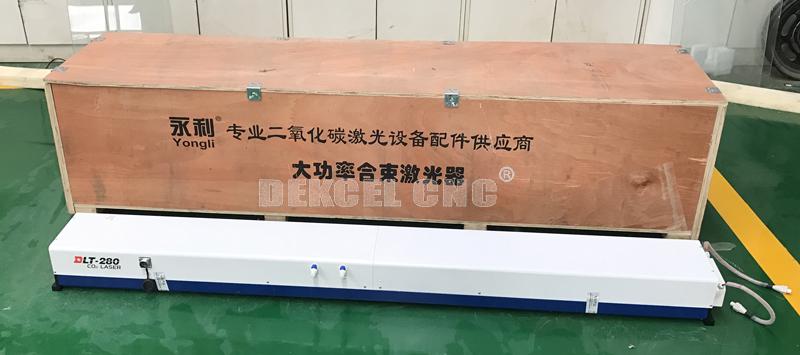 永利® 专业二氧化碳激光设备配件供应商
Yongli
大功率合束激光器
DEKCEL CNC ®
DLT-280
CO₂ LASER